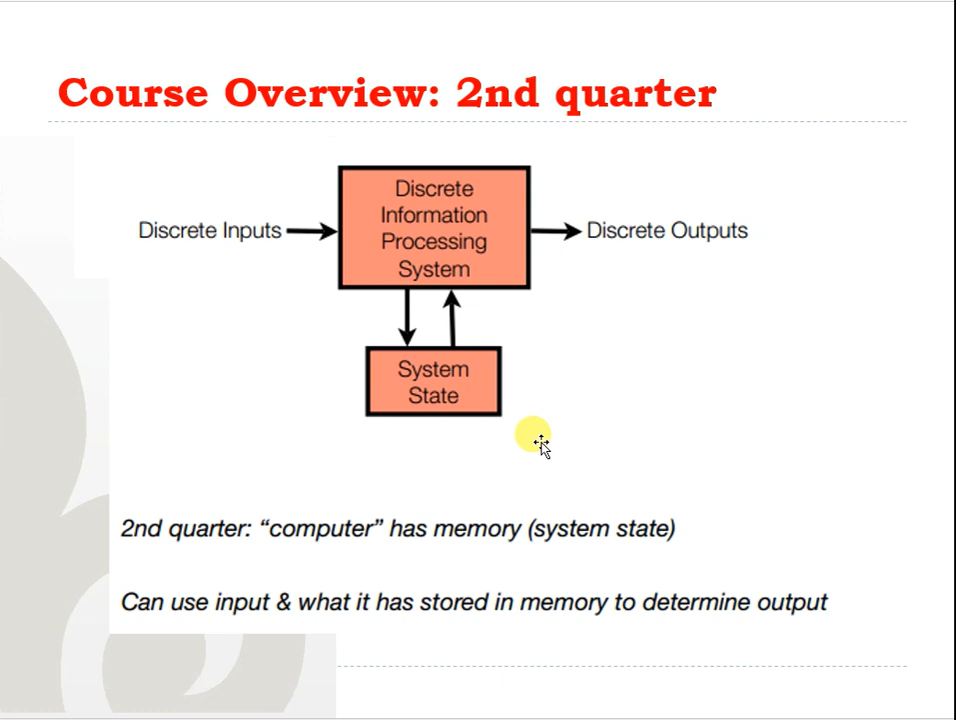 Course Overview: 2nd quarter
Discrete
Information
Processing
System
Discrete Inputs
Discrete Outputs
System
State
2nd quarter: “computer” has memory (system state)
Can use input & what it has stored in memory to determine output